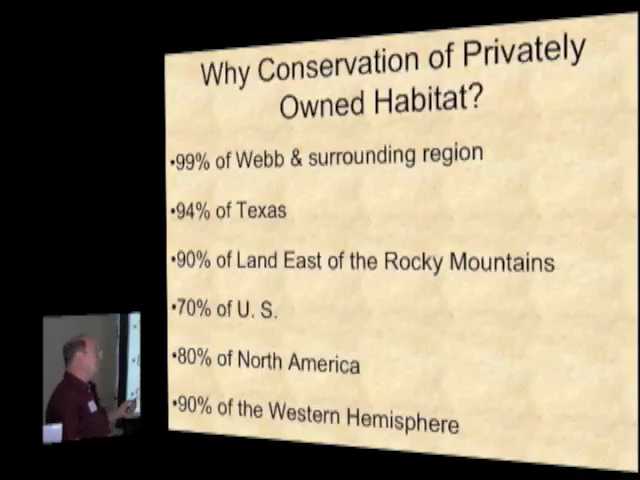 Why Conservation of Privately
Owned Habitat?
•99% of Webb & surrounding region
•94% of Texas
•90% of Land East of the Rocky Mountains
•70% of U. S.
•80% of North America
•90% of the Western Hemisphere